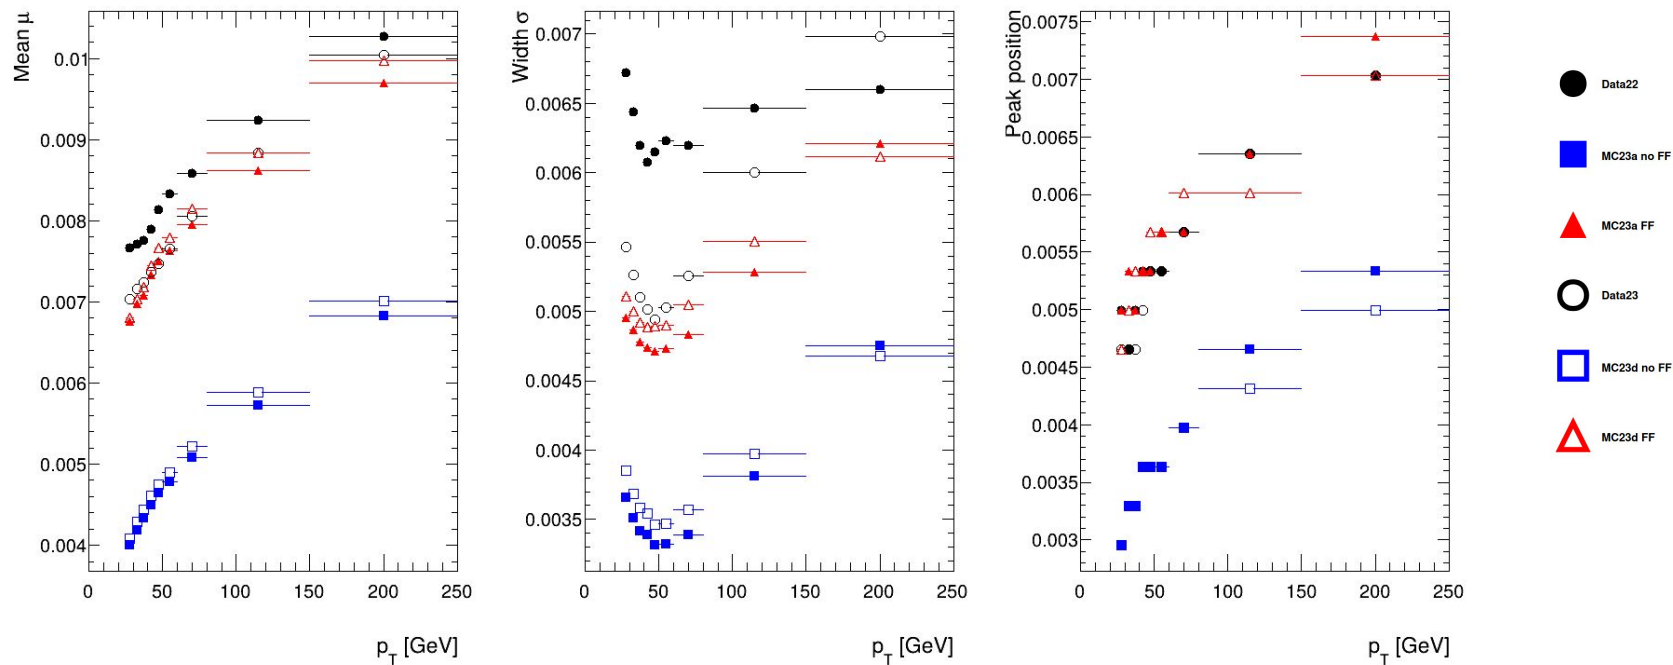 Mean μ
0.01
0.009
0.008
0.007
0.006
0.005
0.004
0 50 100 150 200 250
p_T [GeV]
Width σ
0.007
0.0065
0.006
0.0055
0.005
0.0045
0.004
0.0035
0 50 100 150 200 250
p_T [GeV]
Peak position
0.0075
0.007
0.0065
0.006
0.0055
0.005
0.0045
0.004
0.0035
0.003
0 50 100 150 200 250
p_T [GeV]
Data22
MC23a no FF
MC23a FF
Data23
MC23d no FF
MC23d FF